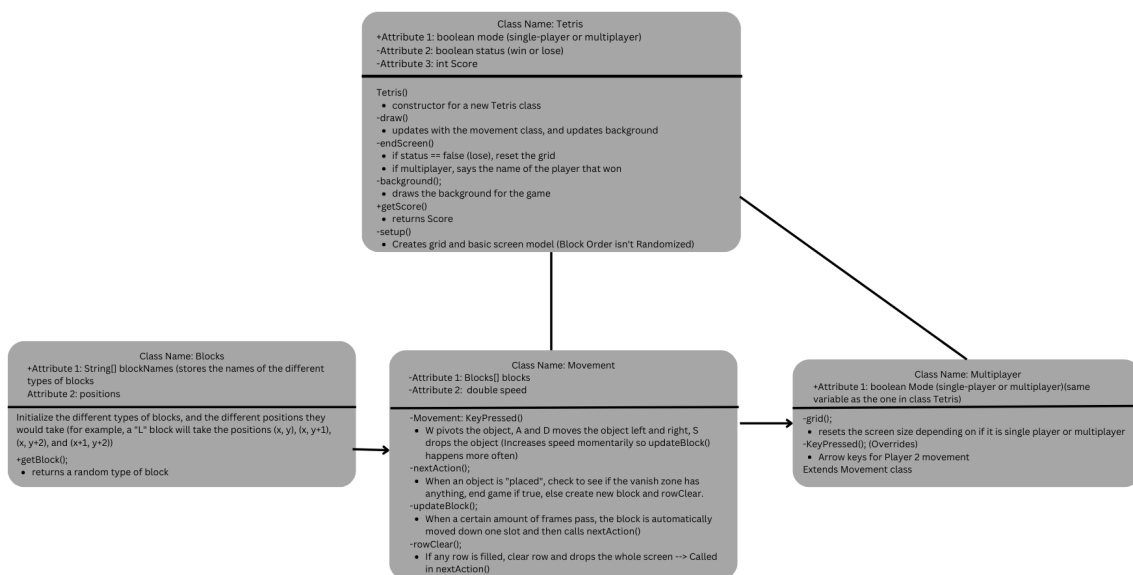 Class Name: Tetris
+Attribute 1: boolean mode (single-player or multiplayer)
-Attribute 2: boolean status (win or lose)
-Attribute 3: int Score
Tetris()
• constructor for a new Tetris class
-draw()
• updates with the movement class, and updates background
-endScreen()
• if status == false (lose), reset the grid
• if multiplayer, says the name of the player that won
-background();
• draws the background for the game
+getScore()
• returns Score
-setup()
• Creates grid and basic screen model (Block Order isn't Randomized)
Class Name: Blocks
+Attribute 1: String[] blockNames (stores the names of the different
types of blocks
Attribute 2: positions
Initialize the different types of blocks, and the different positions they
would take (for example, a "L" block will take the positions (x, y), (x, y+1),
(x, y+2), and (x+1, y+2))
+getBlock();
• returns a random type of block
Class Name: Movement
-Attribute 1: Blocks[] blocks
-Attribute 2: double speed
-Movement: KeyPressed()
• W pivots the object, A and D moves the object left and right, S
drops the object (Increases speed momentarily so updateBlock()
happens more often)
-nextAction();
• When an object is "placed", check to see if the vanish zone has
anything, end game if true, else create new block and rowClear.
-updateBlock();
• When a certain amount of frames pass, the block is automatically
moved down one slot and then calls nextAction()
-rowClear();
• If any row is filled, clear row and drops the whole screen --> Called
in nextAction()
Class Name: Multiplayer
+Attribute 1: boolean Mode (single-player or multiplayer)(same
variable as the one in class Tetris)
-grid();
• resets the screen size depending on if it is single player or multiplayer
-KeyPressed(); (Overrides)
• Arrow keys for Player 2 movement
Extends Movement class